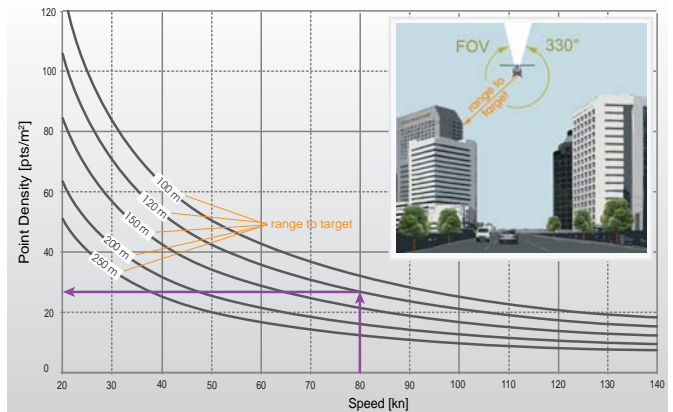 120
100
80
60
40
20
0
Point Density [pts/m²]
100 m
120 m
150 m
200 m
250 m
range to target
FOV 330°
range to
target
20 30 40 50 60 70 80 90 100 110 120 130 140
Speed [kn]